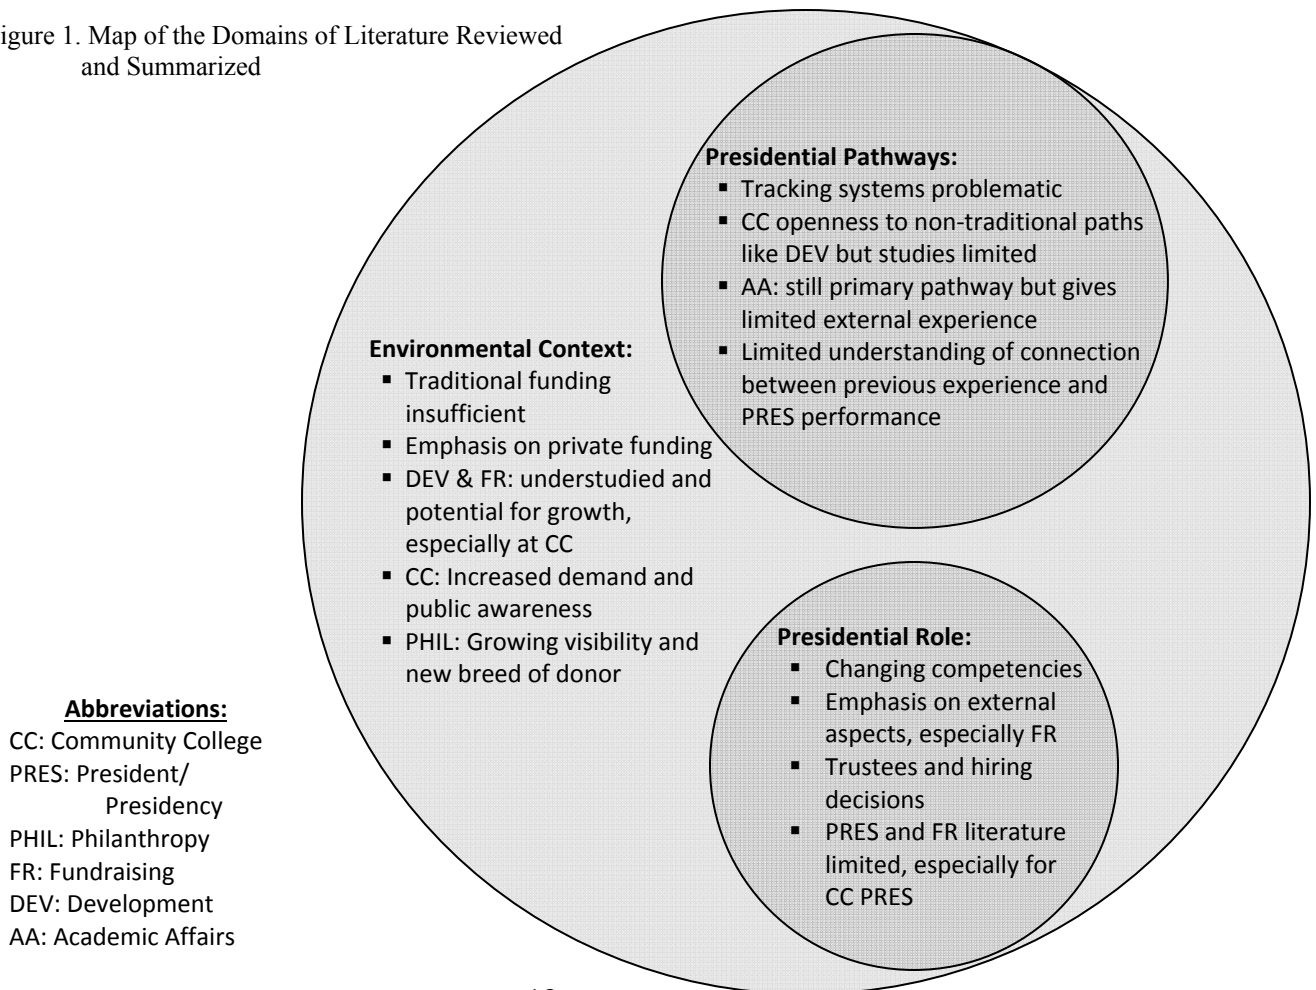 igure 1. Map of the Domains of Literature Reviewed
and Summarized
Presidential Pathways:
▪ Tracking systems problematic
▪ CC openness to non-traditional paths
like DEV but studies limited
▪ AA: still primary pathway but gives
limited external experience
▪ Limited understanding of connection
between previous experience and
PRES performance
Environmental Context:
▪ Traditional funding
insufficient
▪ Emphasis on private funding
▪ DEV & FR: understudied and
potential for growth,
especially at CC
▪ CC: Increased demand and
public awareness
▪ PHIL: Growing visibility and
new breed of donor
Presidential Role:
▪ Changing competencies
▪ Emphasis on external
aspects, especially FR
▪ Trustees and hiring
decisions
▪ PRES and FR literature
limited, especially for
CC PRES
Abbreviations:
CC: Community College
PRES: President/
Presidency
PHIL: Philanthropy
FR: Fundraising
DEV: Development
AA: Academic Affairs